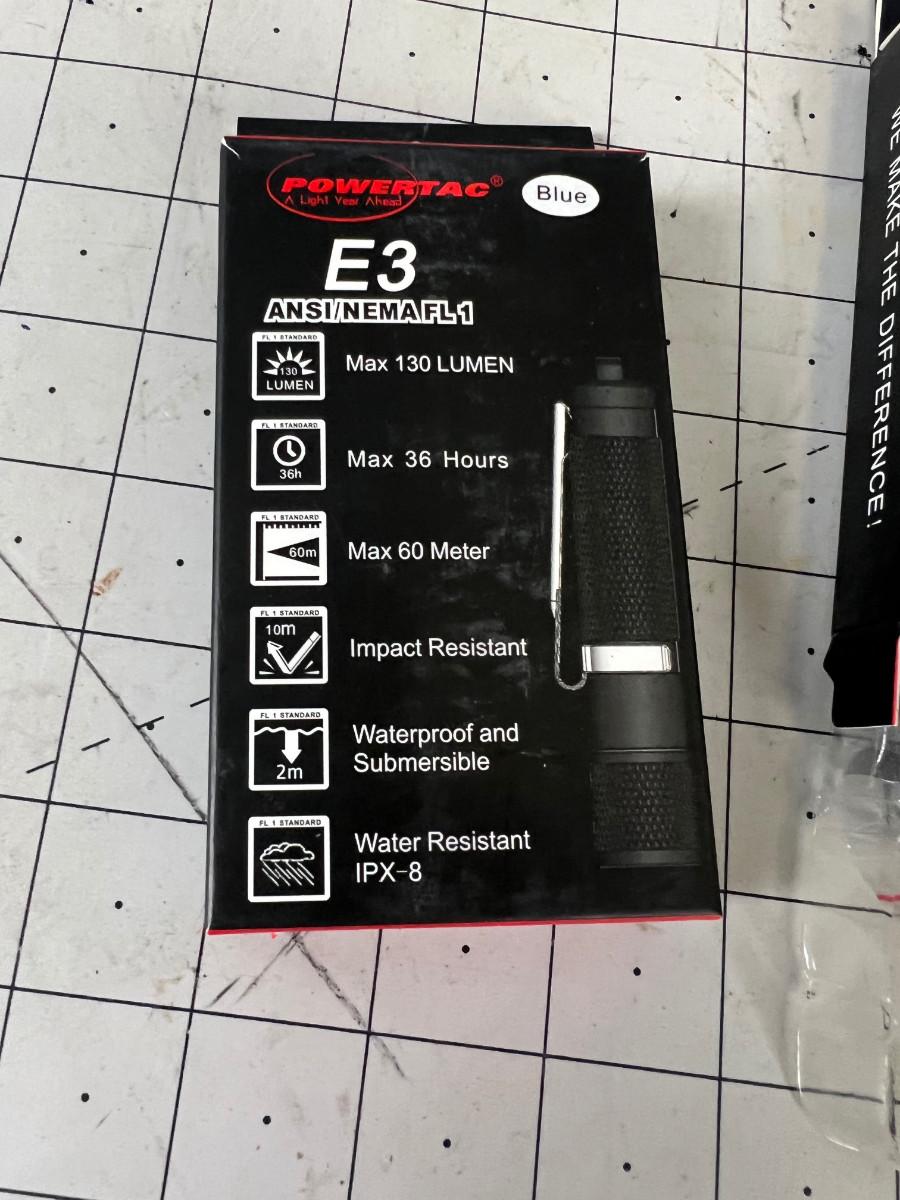 POWERTAC®
A Light Year Ahead
Blue
E3
ANSI/NEMA FL 1
FL 1 STANDARD
130
LUMEN
Max 130 LUMEN
FL 1 STANDARD
36h
Max 36 Hours
FL 1 STANDARD
60m
Max 60 Meter
FL 1 STANDARD
10m
Impact Resistant
FL 1 STANDARD
2m
Waterproof and
Submersible
FL 1 STANDARD
Water Resistant
IPX-8
WE MAKE THE DIFFERENCE!